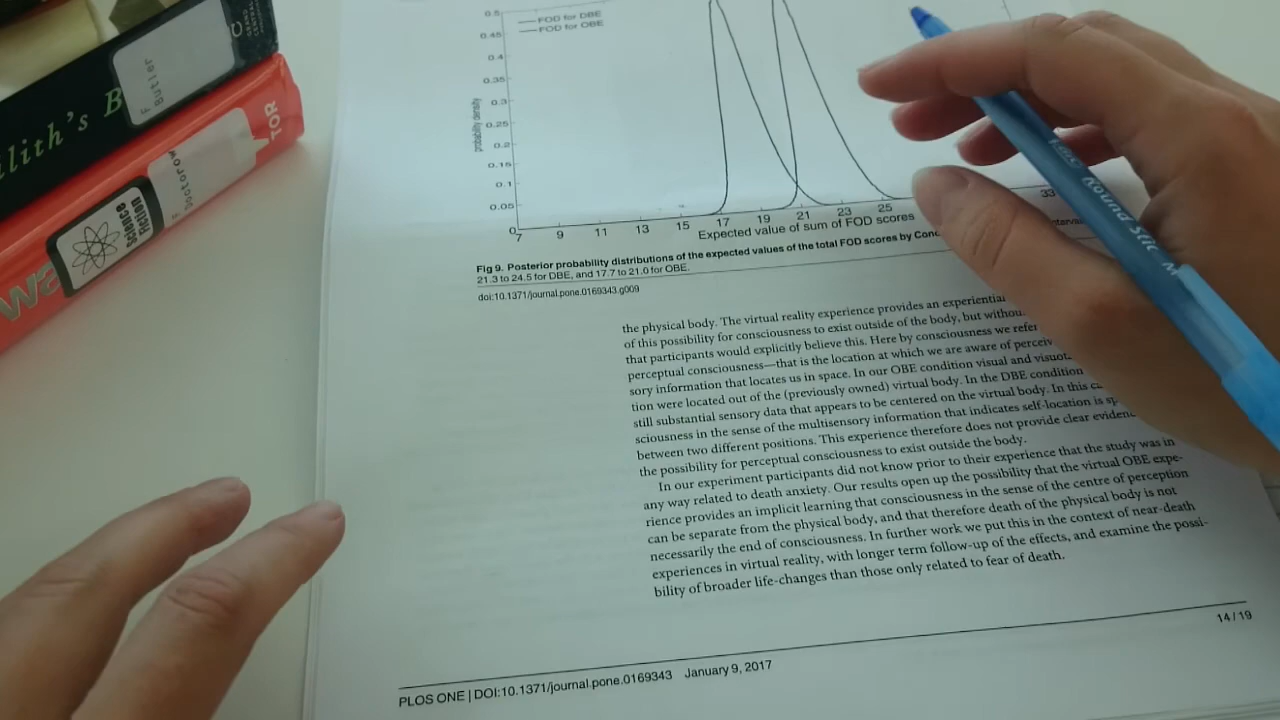 0.5
FOD for DBE
FOD for OBE
0.45
0.4
0.35
0.3
0.25
0.2
0.15
0.1
0.05
0
probability density
7 9 11 13 15 17 19 21 23 25 33
Expected value of sum of FOD scores
Fig 9. Posterior probability distributions of the expected values of the total FOD scores by
21.3 to 24.5 for DBE, and 17.7 to 21.0 for OBE.
doi:10.1371/journal.pone.0169343.g009
the physical body. The virtual reality experience provides an experiential
of this possibility for consciousness to exist outside of the body, but
that participants would explicitly believe this. Here by consciousness we
perceptual consciousness—that is the location at which we are aware of
sory information that locates us in space. In our OBE condition visual and
tion were located out of the (previously owned) virtual body. In the DBE condition
still substantial sensory data that appears to be centered on the virtual body. In this
sciousness in the sense of the multisensory information that indicates self-location is
between two different positions. This experience therefore does not provide clear
the possibility for perceptual consciousness to exist outside the body.
In our experiment participants did not know prior to their experience that the study was in
any way related to death anxiety. Our results open up the possibility that the virtual OBE expe-
rience provides an implicit learning that consciousness in the sense of the centre of perception
can be separate from the physical body, and that therefore death of the physical body is not
necessarily the end of consciousness. In further work we put this in the context of near-death
experiences in virtual reality, with longer term follow-up of the effects, and examine the possi-
bility of broader life-changes than those only related to fear of death.
14 / 19
PLOS ONE | DOI:10.1371/journal.pone.0169343 January 9, 2017
ilith's B
F
Butler
TOR
F
Doctorow
Science
Fiction
wa
BIC Round Stic M